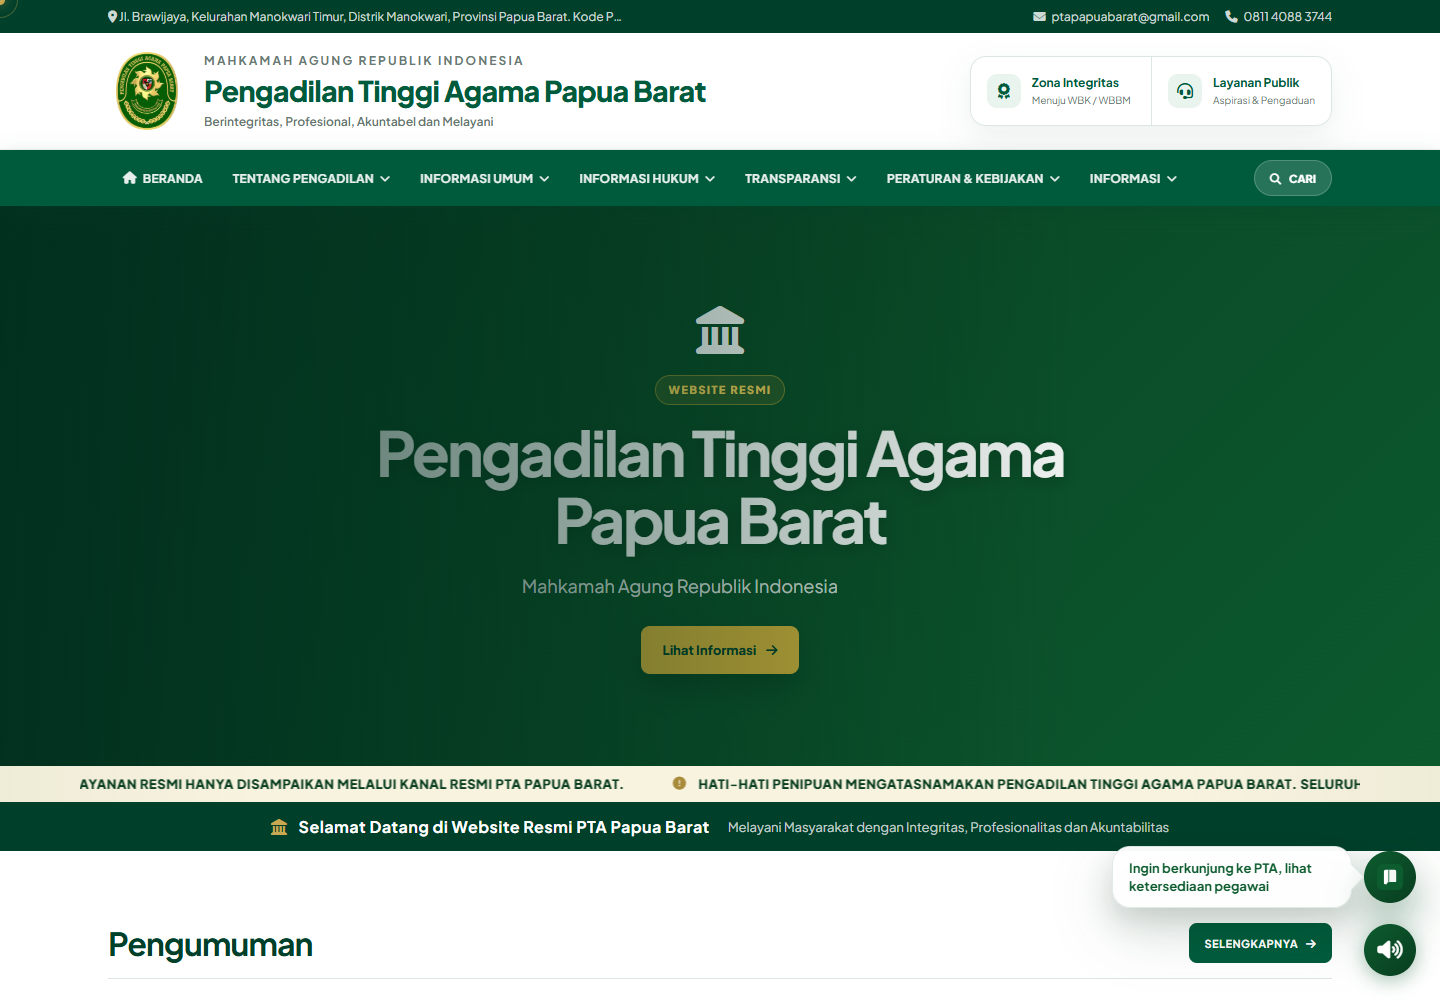 Jl. Brawijaya, Kelurahan Manokwari Timur, Distrik Manokwari, Provinsi Papua Barat. Kode P...
ptapapuabarat@gmail.com
0811 4088 3744
MAHKAMAH AGUNG REPUBLIK INDONESIA
Pengadilan Tinggi Agama Papua Barat
Berintegritas, Profesional, Akuntabel dan Melayani
Zona Integritas
Menuju WBK / WBBM
Layanan Publik
Aspirasi & Pengaduan
BERANDA
TENTANG PENGADILAN
INFORMASI UMUM
INFORMASI HUKUM
TRANSPARANSI
PERATURAN & KEBIJAKAN
INFORMASI
CARI
WEBSITE RESMI
Pengadilan Tinggi Agama
Papua Barat
Mahkamah Agung Republik Indonesia
Lihat Informasi
AYANAN RESMI HANYA DISAMPAIKAN MELALUI KANAL RESMI PTA PAPUA BARAT.
HATI-HATI PENIPUAN MENGATASNAMAKAN PENGADILAN TINGGI AGAMA PAPUA BARAT. SELURUH
Selamat Datang di Website Resmi PTA Papua Barat
Melayani Masyarakat dengan Integritas, Profesionalitas dan Akuntabilitas
Ingin berkunjung ke PTA, lihat
ketersediaan pegawai
Pengumuman
SELENGKAPNYA